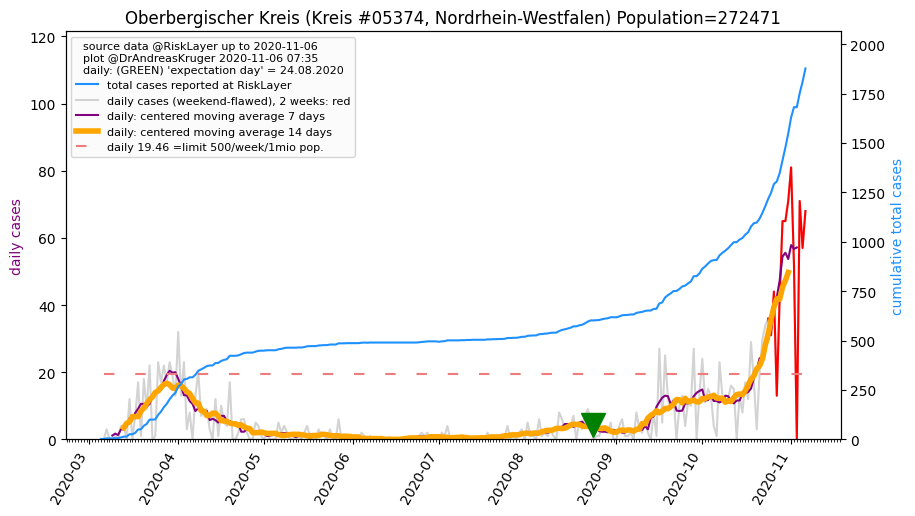 Oberbergischer Kreis (Kreis #05374, Nordrhein-Westfalen) Population=272471
source data @RiskLayer up to 2020-11-06
plot @DrAndreasKruger 2020-11-06 07:35
daily: (GREEN) 'expectation day' = 24.08.2020
total cases reported at RiskLayer
daily cases (weekend-flawed), 2 weeks: red
daily: centered moving average 7 days
daily: centered moving average 14 days
daily 19.46 =limit 500/week/1mio pop.
daily cases
120
100
80
60
40
20
0
cumulative total cases
2000
1750
1500
1250
1000
750
500
250
0
2020-03
2020-04
2020-05
2020-06
2020-07
2020-08
2020-09
2020-10
2020-11